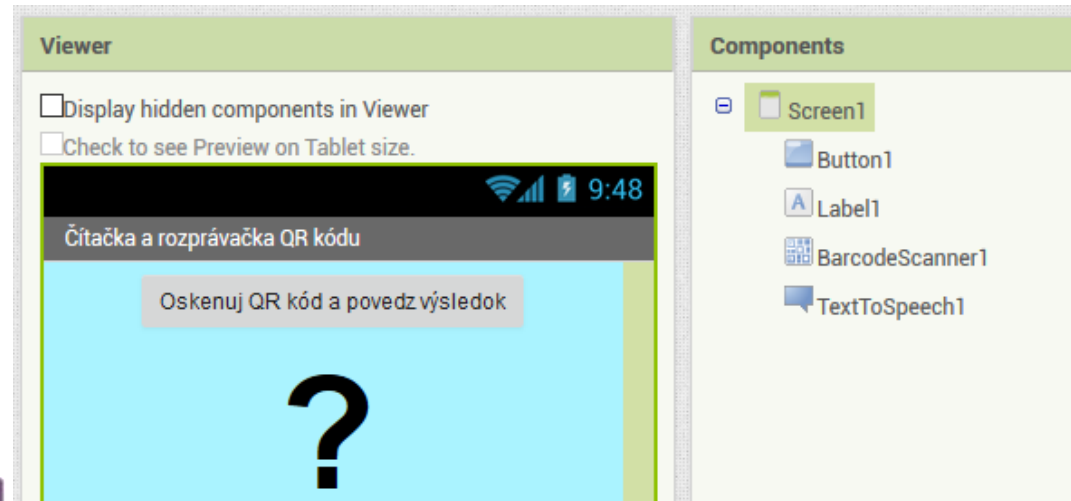 Viewer
Display hidden components in Viewer
Check to see Preview on Tablet size.
9:48
Čítačka a rozprávačka QR kódu
Oskenuj QR kód a povedz výsledok
?
Components
Screen1
Button1
A Label1
BarcodeScanner1
TextToSpeech1